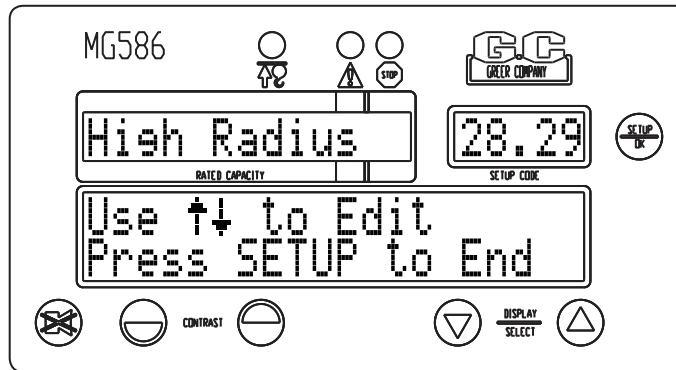 MG586
G.C
GREER COMPANY
STOP
High Radius
28.29
SETUP
OK
RATED CAPACITY
SETUP CODE
Use ↑↓ to Edit
Press SETUP to End
CONTRAST
DISPLAY
SELECT